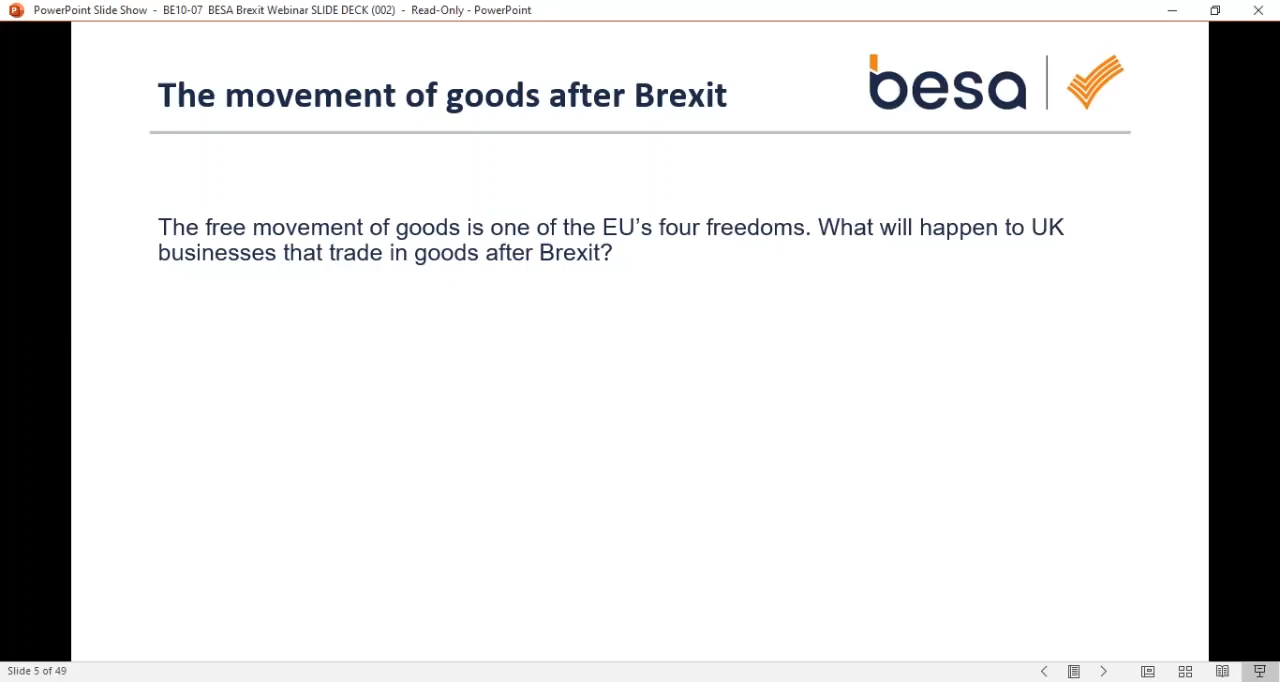 PowerPoint Slide Show - BE10-07 BESA Brexit Webinar SLIDE DECK (002) - Read-Only - PowerPoint
The movement of goods after Brexit
besa
The free movement of goods is one of the EU’s four freedoms. What will happen to UK
businesses that trade in goods after Brexit?
Slide 5 of 49